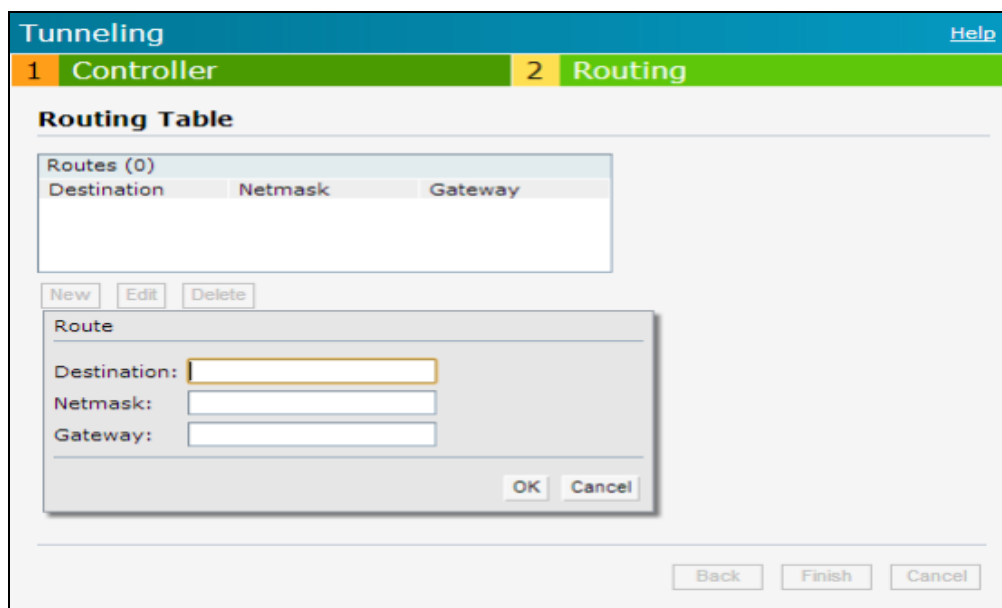 Tunneling Help
1 Controller 2 Routing
Routing Table
Routes (0)
Destination Netmask Gateway
New Edit Delete
Route
Destination:
Netmask:
Gateway:
OK Cancel
Back Finish Cancel